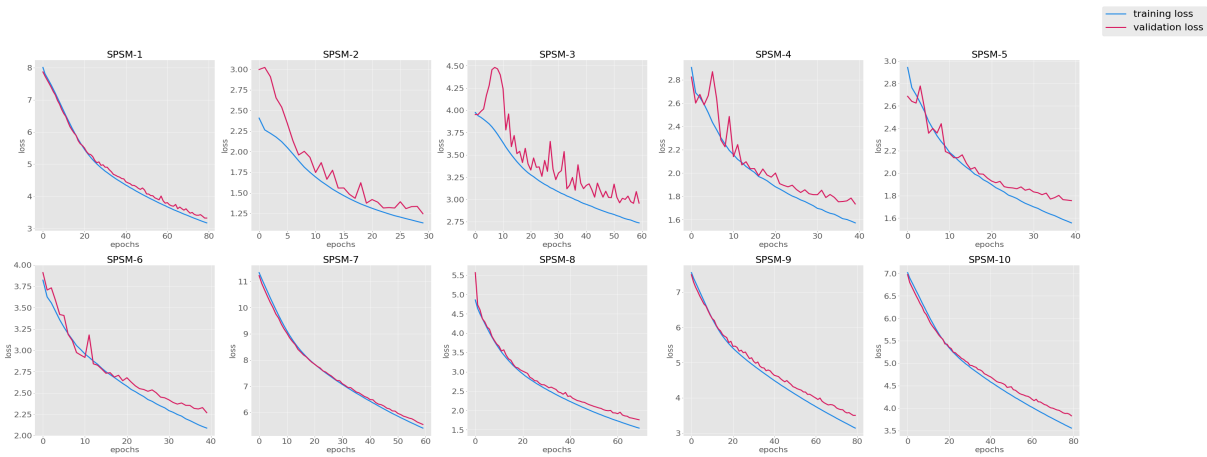 training loss
validation loss
SPSM-1
8
7
6
5
4
3
loss
0 20 40 60 80
epochs
SPSM-2
3.00
2.75
2.50
2.25
2.00
1.75
1.50
1.25
loss
0 5 10 15 20 25 30
epochs
SPSM-3
4.50
4.25
4.00
3.75
3.50
3.25
3.00
2.75
loss
0 10 20 30 40 50 60
epochs
SPSM-4
2.8
2.6
2.4
2.2
2.0
1.8
1.6
loss
0 10 20 30 40
epochs
SPSM-5
3.0
2.8
2.6
2.4
2.2
2.0
1.8
1.6
loss
0 10 20 30 40
epochs
SPSM-6
4.00
3.75
3.50
3.25
3.00
2.75
2.50
2.25
2.00
loss
0 10 20 30 40
epochs
SPSM-7
11
10
9
8
7
6
loss
0 10 20 30 40 50 60
epochs
SPSM-8
5.5
5.0
4.5
4.0
3.5
3.0
2.5
2.0
1.5
loss
0 20 40 60
epochs
SPSM-9
7
6
5
4
3
loss
0 20 40 60 80
epochs
SPSM-10
7.0
6.5
6.0
5.5
5.0
4.5
4.0
3.5
loss
0 20 40 60 80
epochs